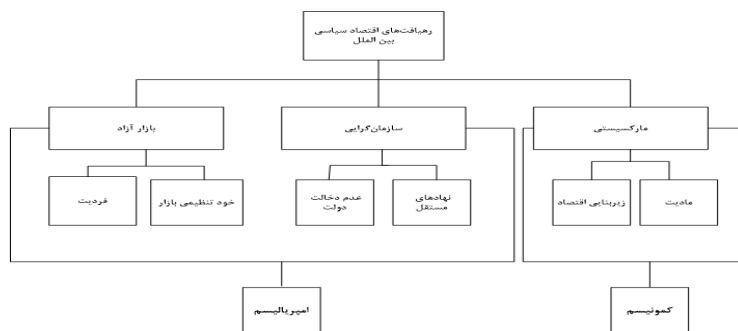 رهیافت‌های اقتصاد سیاسی
بین الملل
مارکسیستی
سازمان‌گرایی
بازار آزاد
مادیت
زیربنایی اقتصاد
نهادهای
مستقل
عدم دخالت
دولت
خود تنظیمی بازار
فردیت
کمونیسم
امپریالیسم